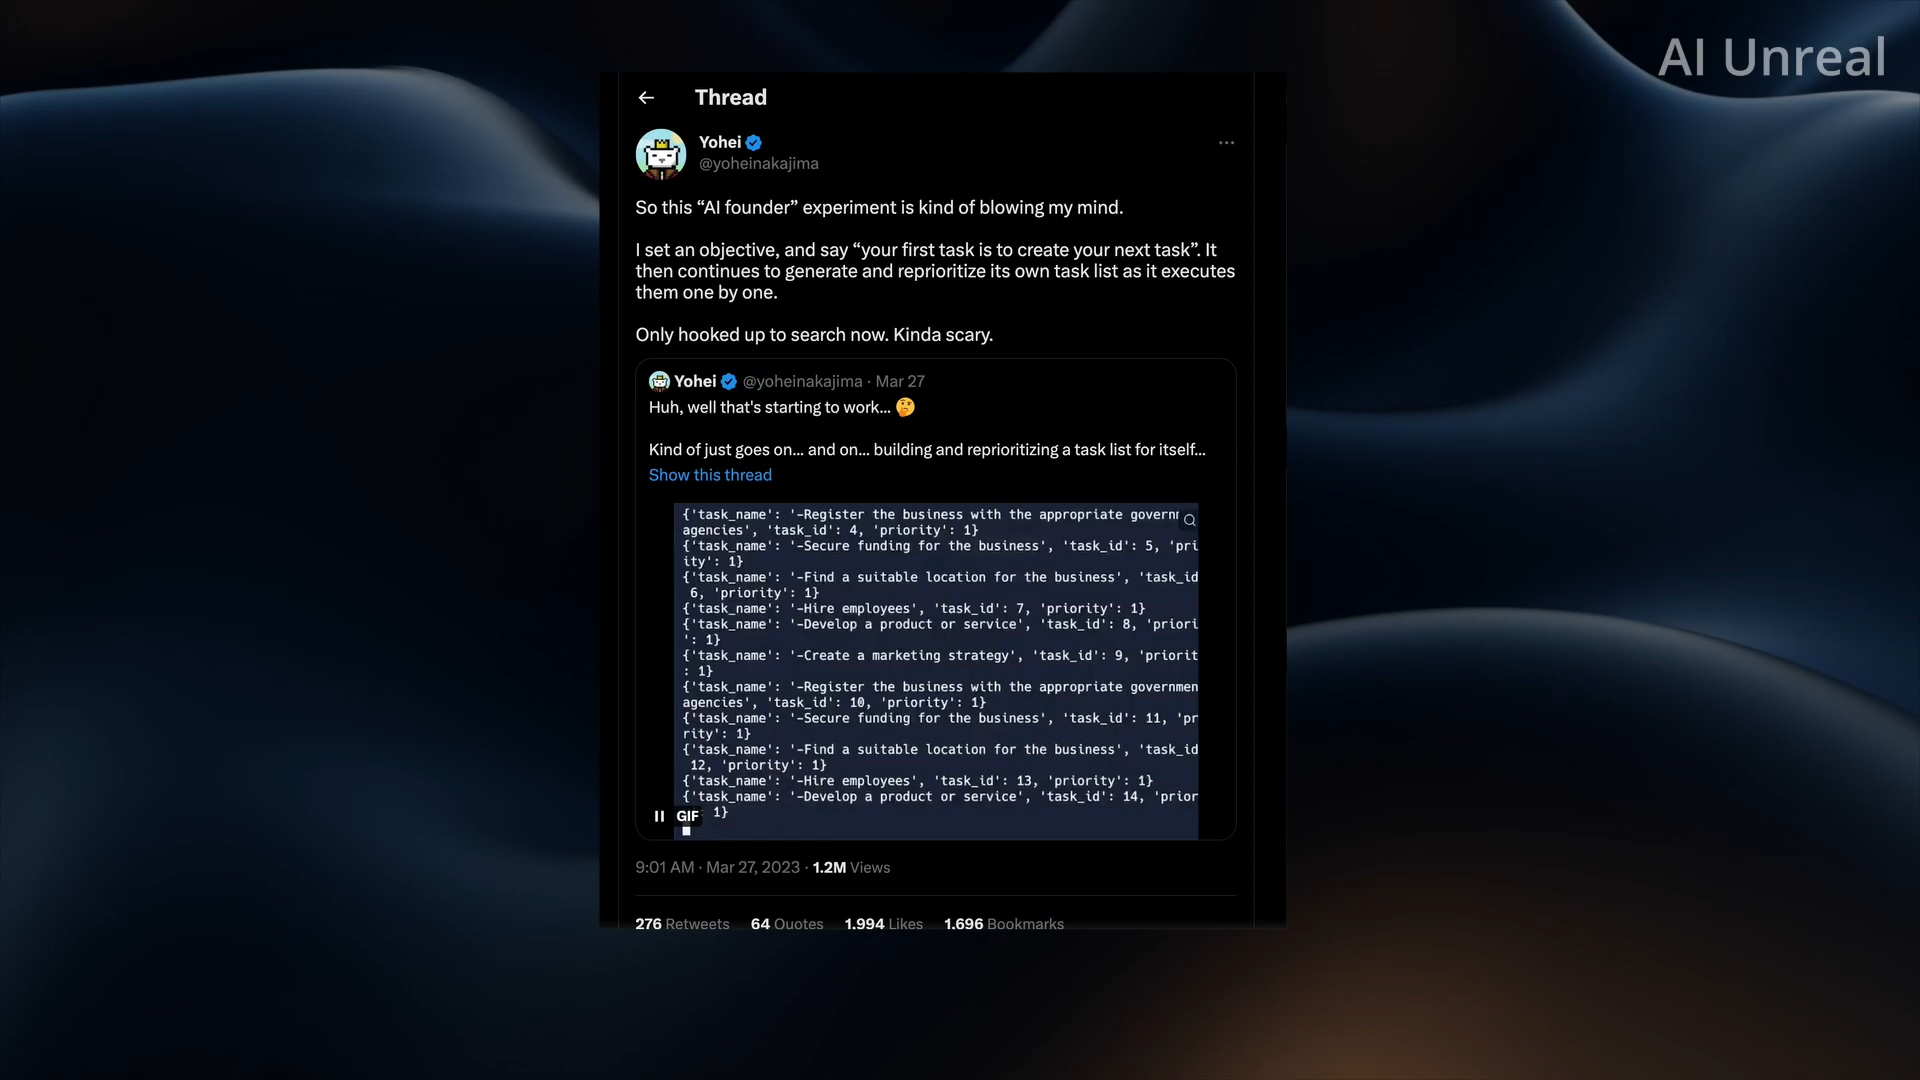 AI Unreal
Thread
Yohei
@yoheinakajima
So this “AI founder” experiment is kind of blowing my mind.
I set an objective, and say “your first task is to create your next task”. It
then continues to generate and reprioritize its own task list as it executes
them one by one.
Only hooked up to search now. Kinda scary.
Yohei @yoheinakajima · Mar 27
Huh, well that's starting to work... 🤔
Kind of just goes on... and on... building and reprioritizing a task list for itself...
Show this thread
{'task_name': '-Register the business with the appropriate governm
agencies', 'task_id': 4, 'priority': 1}
{'task_name': '-Secure funding for the business', 'task_id': 5, 'pri
ity': 1}
{'task_name': '-Find a suitable location for the business', 'task_id
6, 'priority': 1}
{'task_name': '-Hire employees', 'task_id': 7, 'priority': 1}
{'task_name': '-Develop a product or service', 'task_id': 8, 'priori
': 1}
{'task_name': '-Create a marketing strategy', 'task_id': 9, 'priorit
: 1}
{'task_name': '-Register the business with the appropriate governmen
agencies', 'task_id': 10, 'priority': 1}
{'task_name': '-Secure funding for the business', 'task_id': 11, 'pr
rity': 1}
{'task_name': '-Find a suitable location for the business', 'task_id
12, 'priority': 1}
{'task_name': '-Hire employees', 'task_id': 13, 'priority': 1}
{'task_name': '-Develop a product or service', 'task_id': 14, 'prior
1}
GIF
9:01 AM · Mar 27, 2023 · 1.2M Views
276 Retweets 64 Quotes 1,994 Likes 1,696 Bookmarks